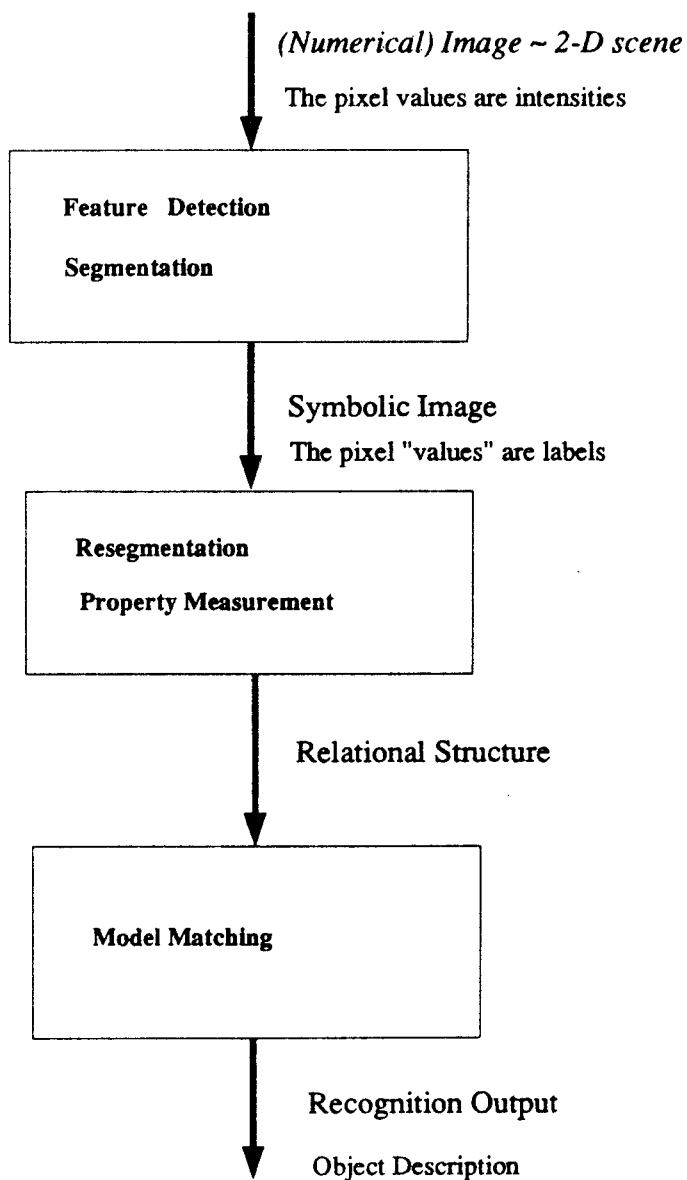 (Numerical) Image ~ 2-D scene
The pixel values are intensities
Feature Detection
Segmentation
Symbolic Image
The pixel "values" are labels
Resegmentation
Property Measurement
Relational Structure
Model Matching
Recognition Output
Object Description